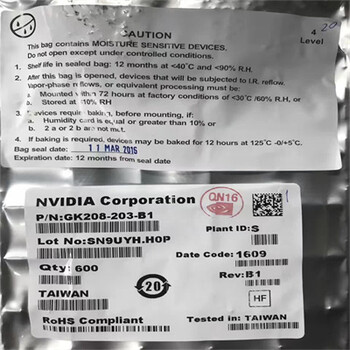 CAUTION
This bag contains MOISTURE SENSITIVE DEVICES.
Do not open except under controlled conditions.
4
20
Level
1. Shelf life in sealed bag: 12 months at <40°C and <90% R.H.
2. After this bag is opened, devices that will be subjected to I.R. reflow,
vapor-phase reflows, or equivalent processing must be:
a. Mounted within 72 hours at factory conditions of <30°C /60% R.H, or
b. Stored at 10% RH
3. Devices require baking, before mounting, if:
a. Humidity card is equal or greater than 10% or
b. 2 a or 2 b are not met.
4. If baking is required, devices may be baked for 12 hours at 125°C -0/+5°C.
Bag seal date: 11 MAR 2016
Expiration date: 12 months from seal date
NVIDIA Corporation
QN16
P/N:GK208-203-B1
Plant ID:S
Lot No:SN9UYH.H0P
Date Code:1609
Qty: 600
Rev:B1
20
HF
TAIWAN
RoHS Compliant
Tested in: TAIWAN